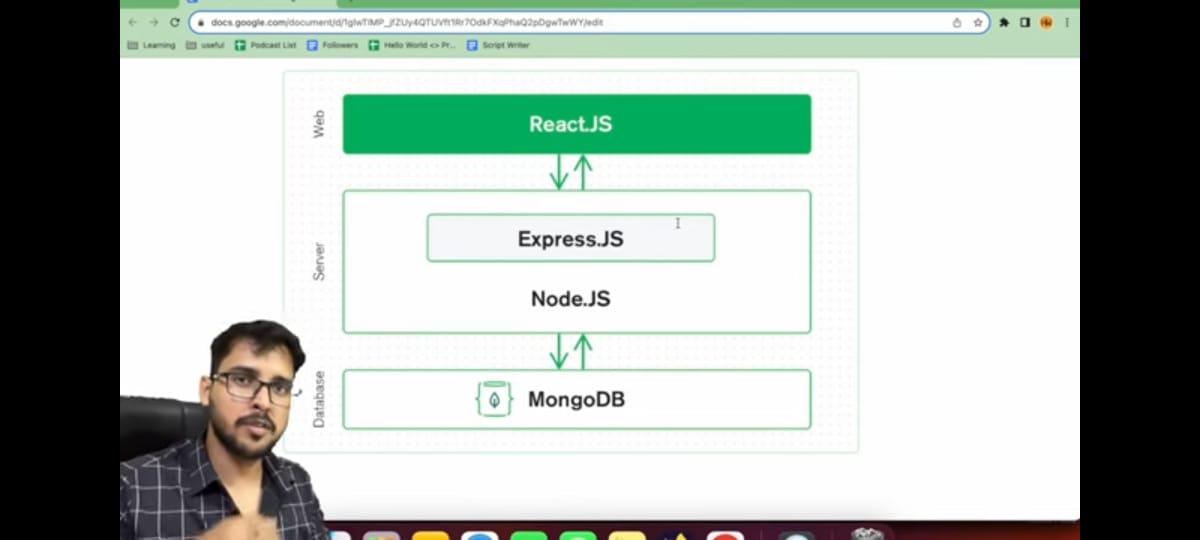 docs.google.com/document/d/1glwTIMP_jfZUy4QTUVft1Rr7OdkFXqPhaQ2pDgwTwWY/edit
Learning useful Podcast List Followers Hello World <> Pr... Script Writer
Web
React.JS
Server
Express.JS
Node.JS
Database
MongoDB